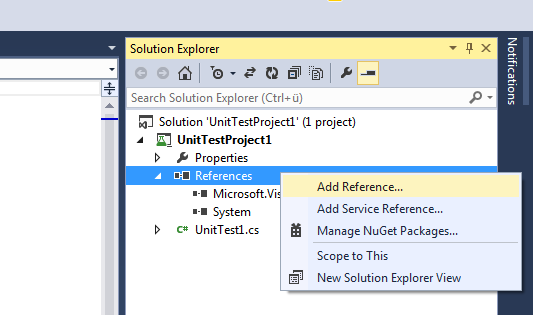 Solution Explorer
Notifications
Search Solution Explorer (Ctrl+ü)
Solution 'UnitTestProject1' (1 project)
UnitTestProject1
Properties
References
Add Reference...
Microsoft.Vis
Add Service Reference...
System
Manage NuGet Packages...
C# UnitTest1.cs
Scope to This
New Solution Explorer View